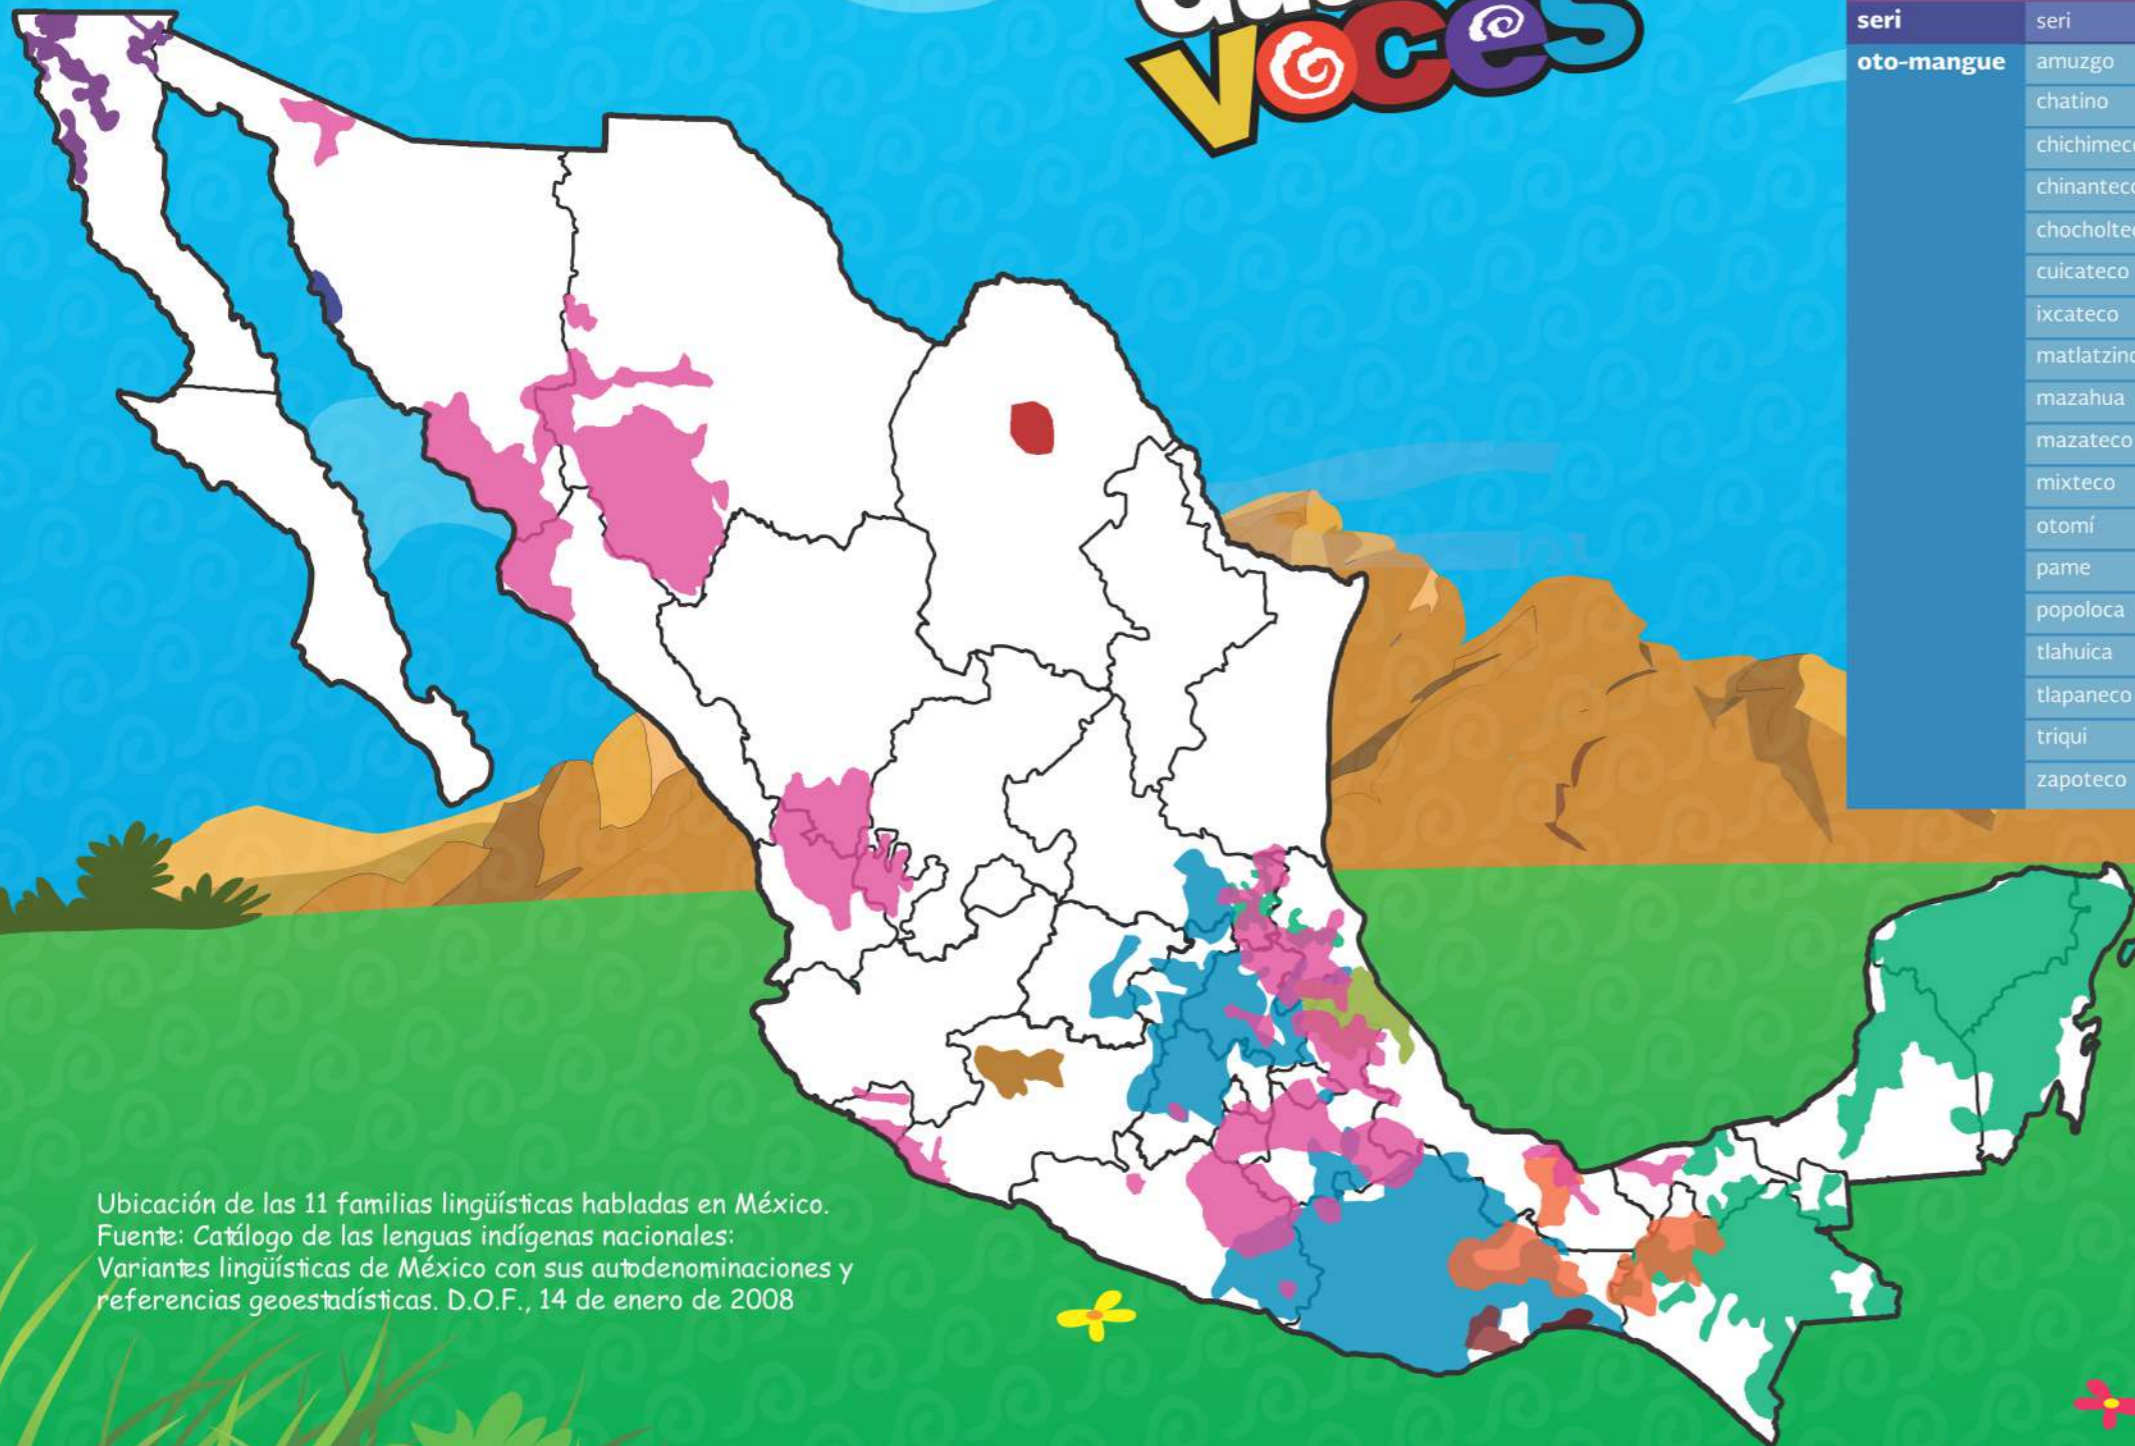 voces
seri seri
oto-mangue amuzgo
chatino
cuicateco
ixcateco
mazahua
mazateco
mixteco
otomí
pame
popoloca
tlahuica
tlapaneco
triqui
zapoteco
Ubicación de las 11 familias lingüísticas habladas en México.
Fuente: Catálogo de las lenguas indígenas nacionales:
Variantes lingüísticas de México con sus autodenominaciones y
referencias geoestadísticas. D.O.F., 14 de enero de 2008